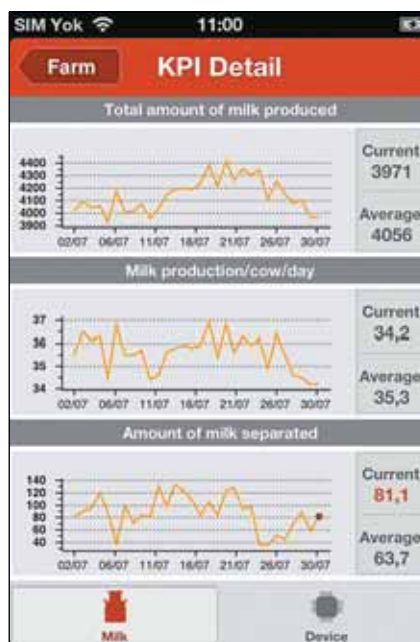 SIM Yok 11:00
Farm KPI Detail
Total amount of milk produced
4400
4300
4200
4100
4000
3900
02/07 06/07 11/07 16/07 21/07 26/07 30/07
Current
3971
Average
4056
Milk production/cow/day
37
36
35
34
02/07 06/07 11/07 16/07 21/07 26/07 30/07
Current
34,2
Average
35,3
Amount of milk separated
140
120
100
80
60
40
02/07 06/07 11/07 16/07 21/07 26/07 30/07
Current
81,1
Average
63,7
Milk Device